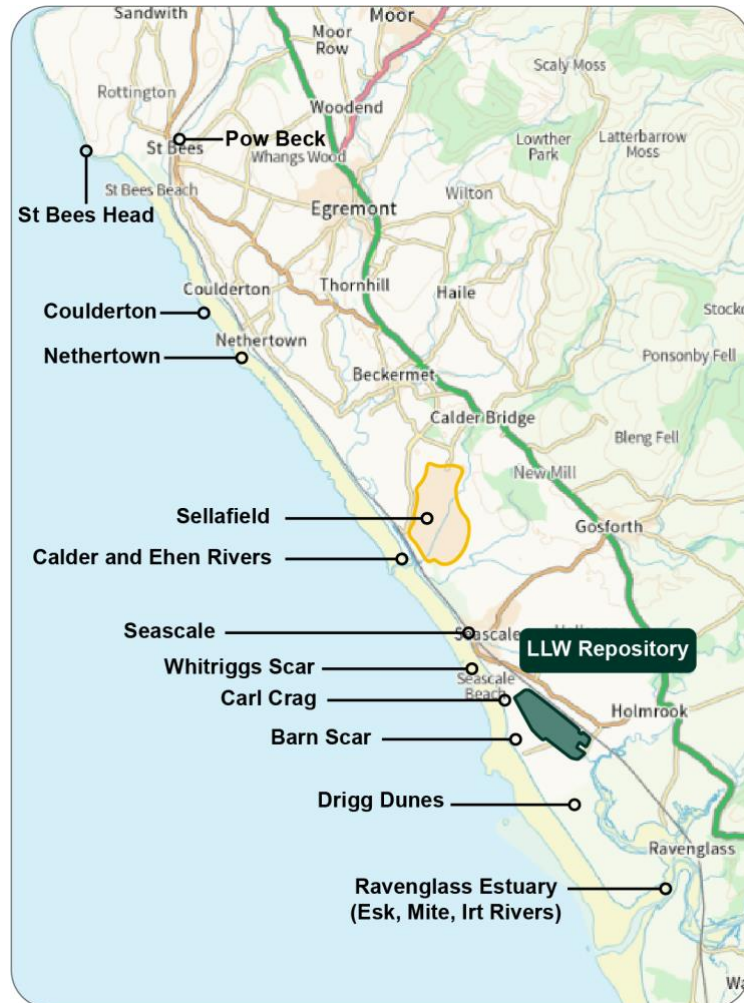 Sandwith
Moor
Moor
Row
Scaly Moss
Rottington
Woodend
Pow Beck
St Bees
Whangs Wood
Lowther
Park
Latterbarrow
Moss
St Bees Beach
Wilton
St Bees Head
Egremont
Coulderton
Thornhill
Haile
Coulderton
Nethertown
Nethertown
Ponsonby Fell
Beckermet
Calder Bridge
Bleng Fell
New Mill
Sellafield
Gosforth
Calder and Ehen Rivers
Seascale
Seascale
LLW Repository
Whitriggs Scar
Seascale
Beach
Carl Crag
Holmrook
Barn Scar
Drigg Dunes
Ravenglass
Ravenglass Estuary
(Esk, Mite, Irt Rivers)